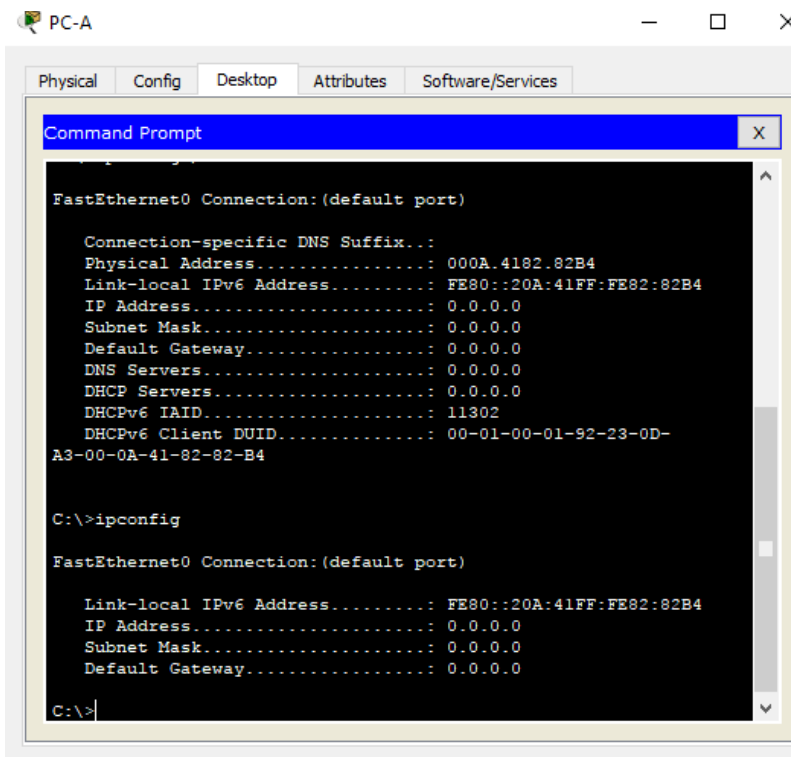 PC-A
Physical Config Desktop Attributes Software/Services
Command Prompt X
FastEthernet0 Connection:(default port)
Connection-specific DNS Suffix..:
Physical Address................: 000A.4182.82B4
Link-local IPv6 Address.........: FE80::20A:41FF:FE82:82B4
IP Address......................: 0.0.0.0
Subnet Mask.....................: 0.0.0.0
Default Gateway.................: 0.0.0.0
DNS Servers.....................: 0.0.0.0
DHCP Servers....................: 0.0.0.0
DHCPv6 IAID.....................: 11302
DHCPv6 Client DUID..............: 00-01-00-01-92-23-0D-
A3-00-0A-41-82-82-B4
C:\>ipconfig
FastEthernet0 Connection:(default port)
Link-local IPv6 Address.........: FE80::20A:41FF:FE82:82B4
IP Address......................: 0.0.0.0
Subnet Mask.....................: 0.0.0.0
Default Gateway.................: 0.0.0.0
C:\>